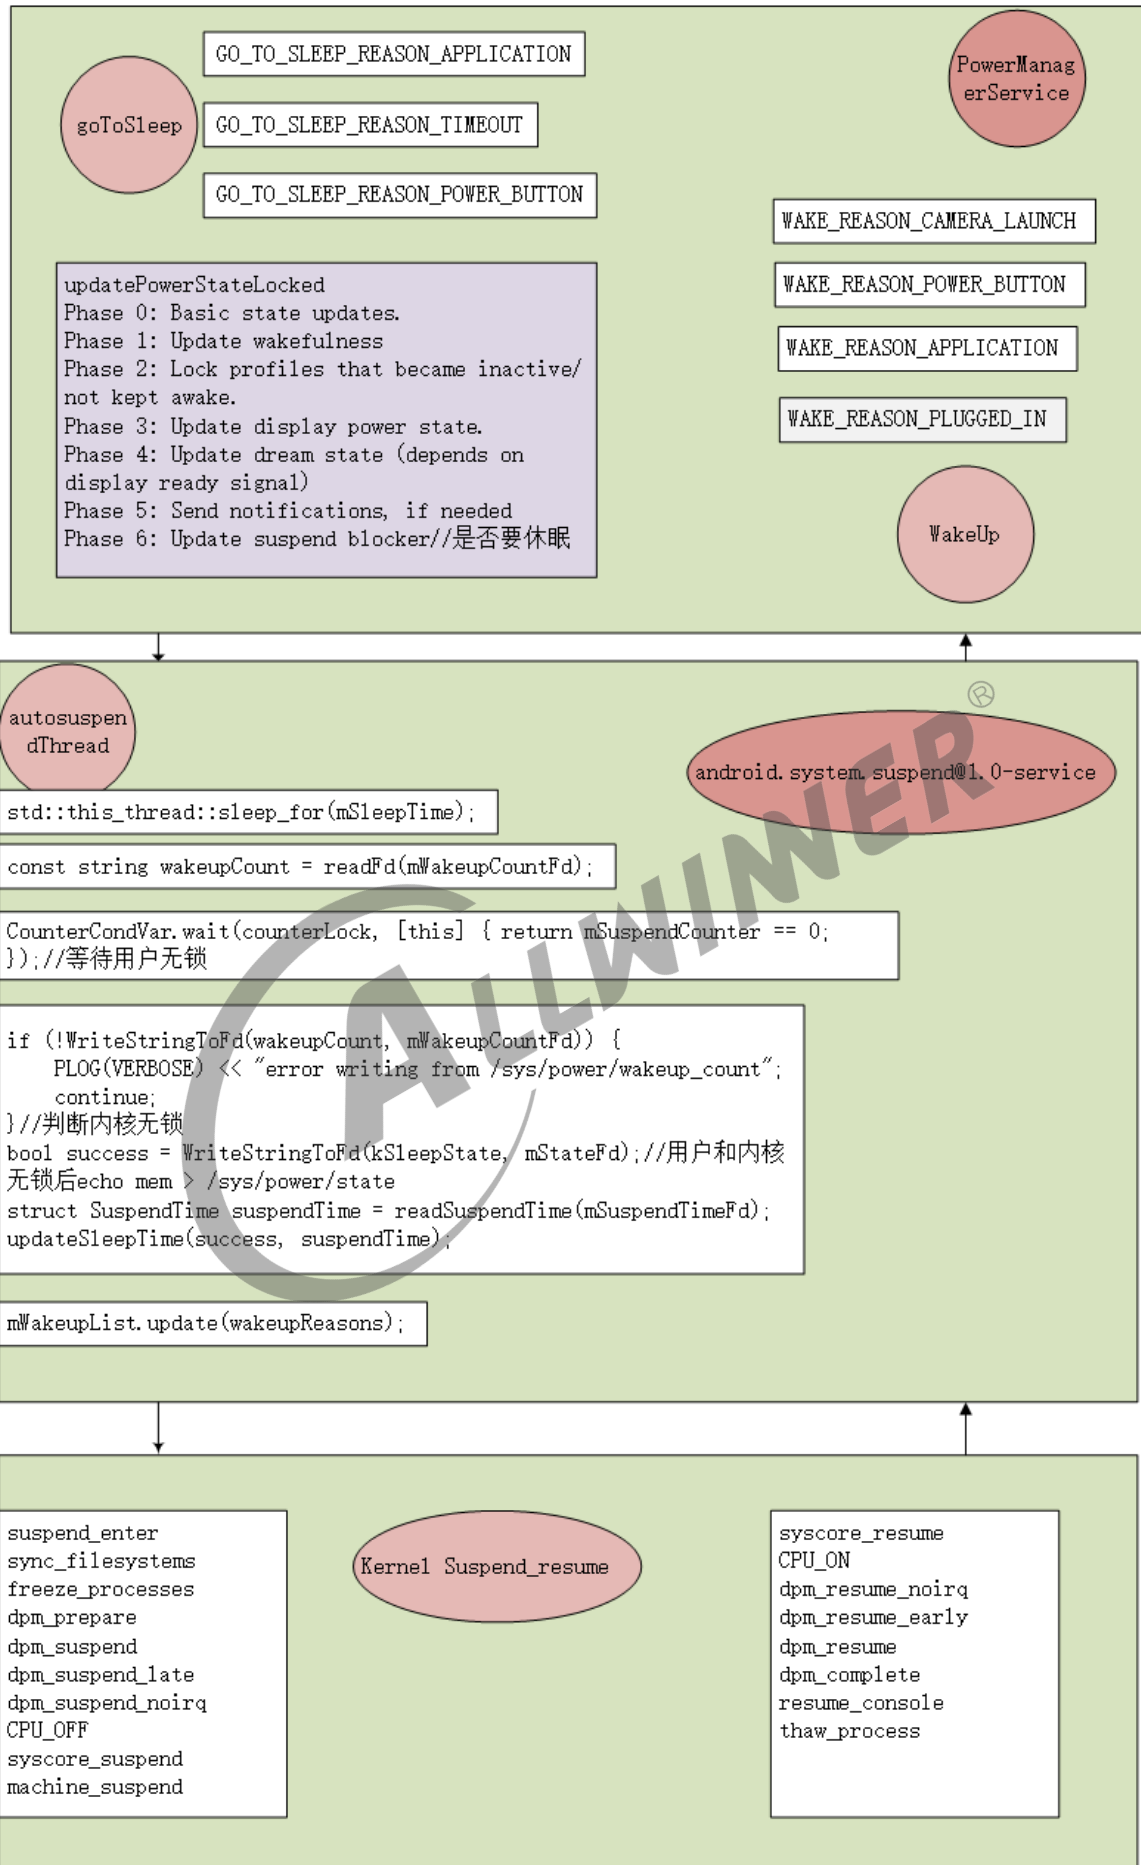 GO_TO_SLEEP_REASON_APPLICATION
goToSleep
GO_TO_SLEEP_REASON_TIMEOUT
GO_TO_SLEEP_REASON_POWER_BUTTON
PowerManag
erService
WAKE_REASON_CAMERA_LAUNCH
WAKE_REASON_POWER_BUTTON
WAKE_REASON_APPLICATION
WAKE_REASON_PLUGGED_IN
WakeUp
updatePowerStateLocked
Phase 0: Basic state updates.
Phase 1: Update wakefulness
Phase 2: Lock profiles that became inactive/
not kept awake.
Phase 3: Update display power state.
Phase 4: Update dream state (depends on
display ready signal)
Phase 5: Send notifications, if needed
Phase 6: Update suspend blocker//是否要休眠
autosuspen
dThread
android.system.suspend@1.0-service
std::this_thread::sleep_for(mSleepTime);
const string wakeupCount = readFd(mWakeupCountFd);
CounterCondVar.wait(counterLock, [this] { return mSuspendCounter == 0;
});//等待用户无锁
if (!WriteStringToFd(wakeupCount, mWakeupCountFd)) {
PLOG(VERBOSE) << "error writing from /sys/power/wakeup_count";
continue;
}//判断内核无锁
bool success = WriteStringToFd(kSleepState, mStateFd);//用户和内核
无锁后echo mem > /sys/power/state
struct SuspendTime suspendTime = readSuspendTime(mSuspendTimeFd);
updateSleepTime(success, suspendTime);
mWakeupList.update(wakeupReasons);
ALLWINNER®
suspend_enter
sync_filesystems
freeze_processes
dpm_prepare
dpm_suspend
dpm_suspend_late
dpm_suspend_noirq
CPU_OFF
syscore_suspend
machine_suspend
Kernel Suspend_resume
syscore_resume
CPU_ON
dpm_resume_noirq
dpm_resume_early
dpm_resume
dpm_complete
resume_console
thaw_process